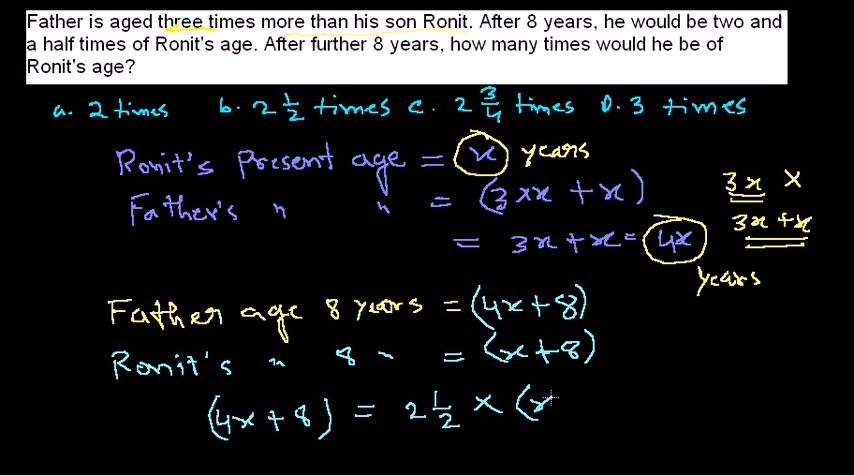 Father is aged three times more than his son Ronit. After 8 years, he would be two and
a half times of Ronit's age. After further 8 years, how many times would he be of
Ronit's age?
a. 2 times b. 2 1/2 times c. 2 3/4 times D. 3 times
Ronit's Present age = x years
Father's " " = (3 x x + x)
3x ×
3x + x
= 3x + x = 4x
years
Father age 8 years = (4x + 8)
Ronit's " 8 " = (x + 8)
(4x + 8) = 2 1/2 × (x